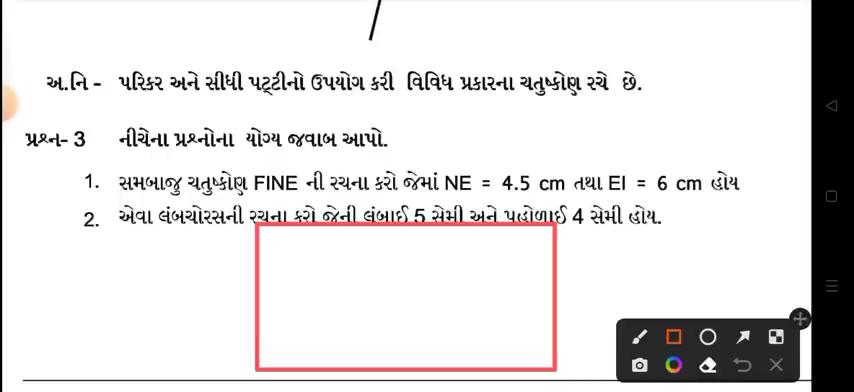 અ.નિ - પરિકર અને સીધી પટ્ટીનો ઉપયોગ કરી વિવિધ પ્રકારના ચતુષ્કોણ રચે છે.
પ્રશ્ન- 3 નીચેના પ્રશ્નોના યોગ્ય જવાબ આપો.
1. સમબાજુ ચતુષ્કોણ FINE ની રચના કરો જેમાં NE = 4.5 cm તથા EI = 6 cm હોય
2. એવા લંબચોરસની રચના કરો જેની લંબાઈ 5 સેમી અને પહોળાઈ 4 સેમી હોય.